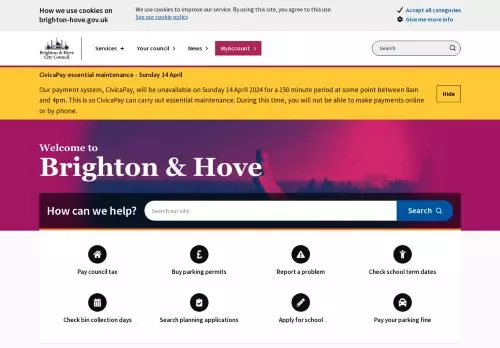 How we use cookies on
brighton-hove.gov.uk
We use cookies to improve our service. By using this site, you agree to this use.
See our cookie policy
Accept all categories
Give me more info
Brighton & Hove
City Council
Services
Your council
News
MyAccount
Search
CivicaPay essential maintenance - Sunday 14 April
Our payment system, CivicaPay, will be unavailable on Sunday 14 April 2024 for a 150 minute period at some point between 8am
and 4pm. This is so CivicaPay can carry out essential maintenance. During this time, you will not be able to make payments online
or by phone.
Hide
Welcome to
Brighton & Hove
How can we help?
Search our site
Search
Pay council tax
Buy parking permits
Report a problem
Check school term dates
Check bin collection days
Search planning applications
Apply for school
Pay your parking fine